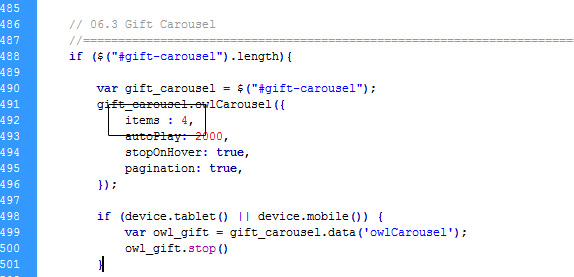 485
486 // 06.3 Gift Carousel
487 //======================================================================
488 if ($("#gift-carousel").length){
489
490 var gift_carousel = $("#gift-carousel");
491 gift_carousel.owlCarousel({
492 items : 4,
493 autoPlay: 2000,
494 stopOnHover: true,
495 pagination: true,
496 });
497
498 if (device.tablet() || device.mobile()) {
499 var owl_gift = gift_carousel.data('owlCarousel');
500 owl_gift.stop()
501 }